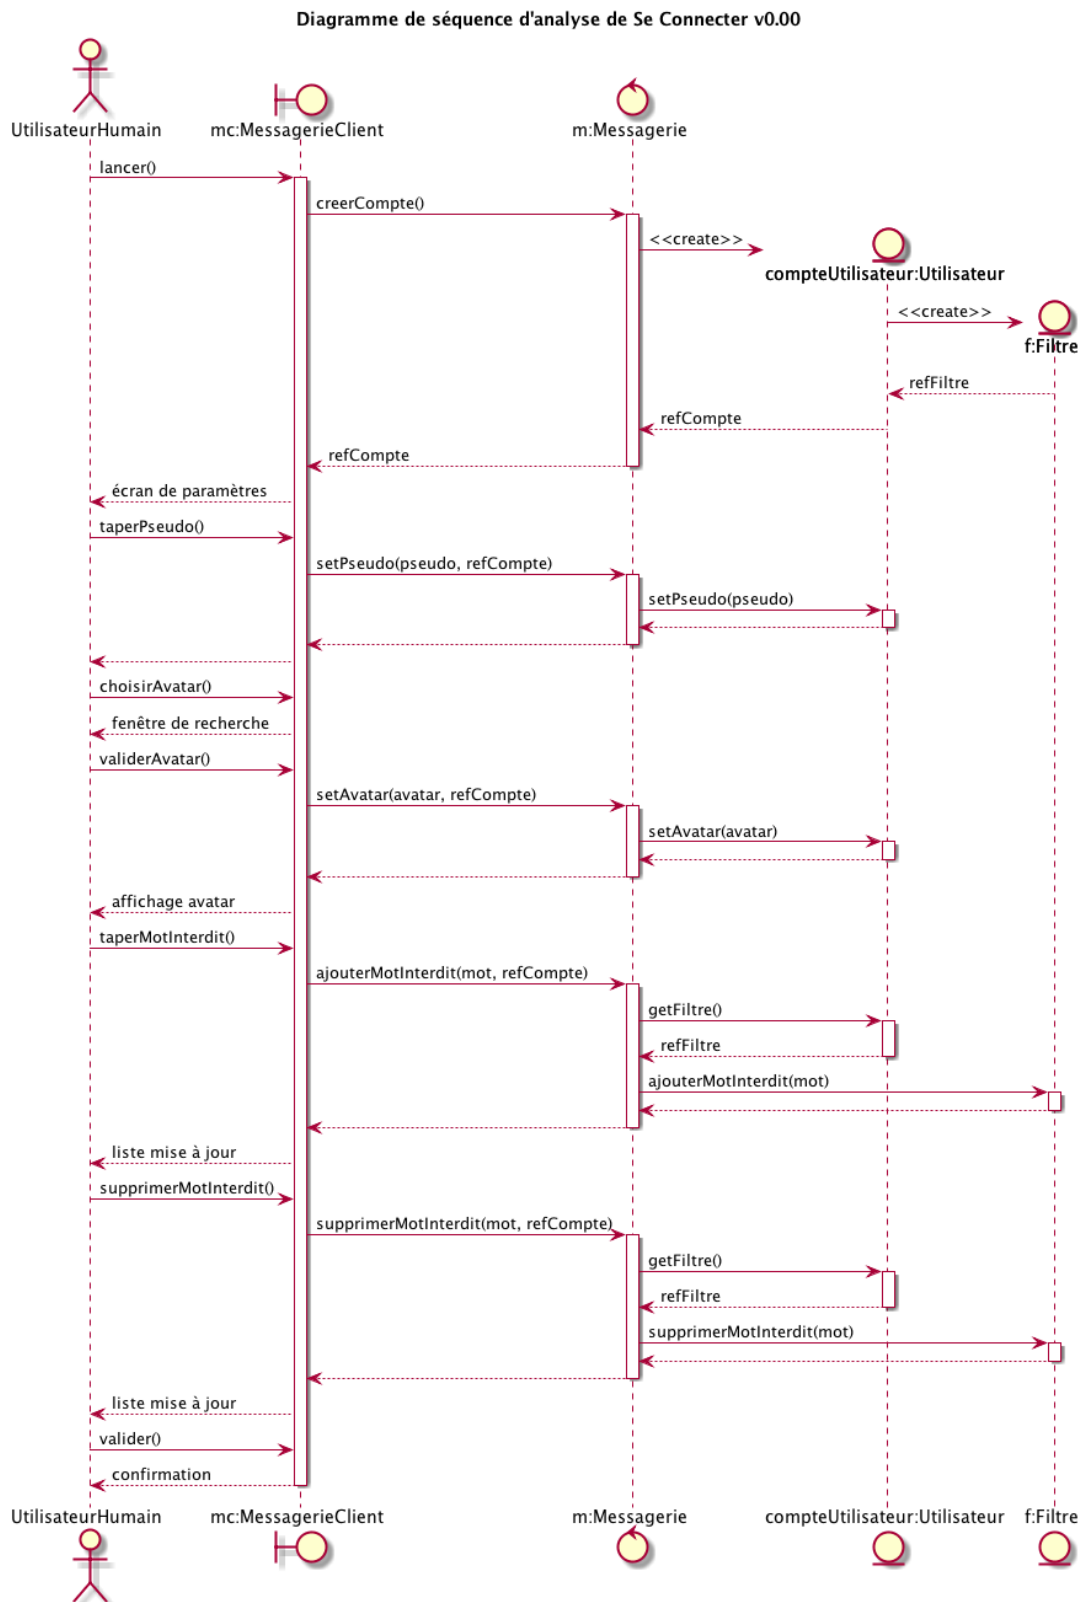 Diagramme de séquence d'analyse de Se Connecter v0.00
UtilisateurHumain
mc:MessagerieClient
m:Messagerie
lancer()
creerCompte()
<<create>>
compteUtilisateur:Utilisateur
<<create>>
f:Filtre
refFiltre
refCompte
refCompte
écran de paramètres
taperPseudo()
setPseudo(pseudo, refCompte)
setPseudo(pseudo)
choisirAvatar()
fenêtre de recherche
validerAvatar()
setAvatar(avatar, refCompte)
setAvatar(avatar)
affichage avatar
taperMotInterdit()
ajouterMotInterdit(mot, refCompte)
getFiltre()
refFiltre
ajouterMotInterdit(mot)
liste mise à jour
supprimerMotInterdit()
supprimerMotInterdit(mot, refCompte)
getFiltre()
refFiltre
supprimerMotInterdit(mot)
liste mise à jour
valider()
confirmation
UtilisateurHumain
mc:MessagerieClient
m:Messagerie
compteUtilisateur:Utilisateur
f:Filtre